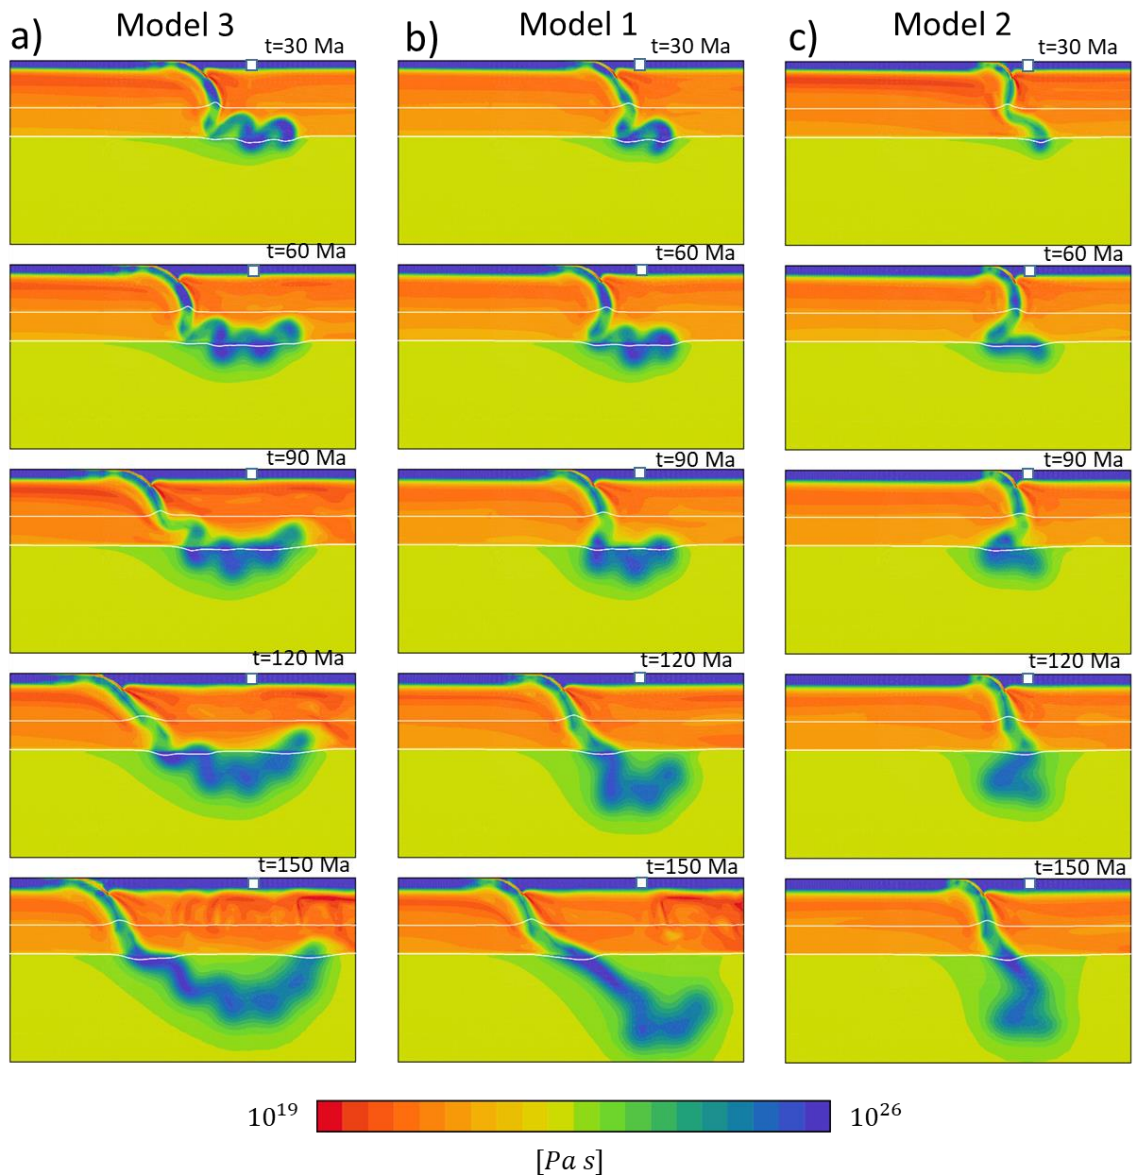 a) Model 3 b) Model 1 c) Model 2
t=30 Ma t=30 Ma t=30 Ma
t=60 Ma t=60 Ma t=60 Ma
t=90 Ma t=90 Ma t=90 Ma
t=120 Ma t=120 Ma t=120 Ma
t=150 Ma t=150 Ma t=150 Ma
10^19 10^26
[Pa s]